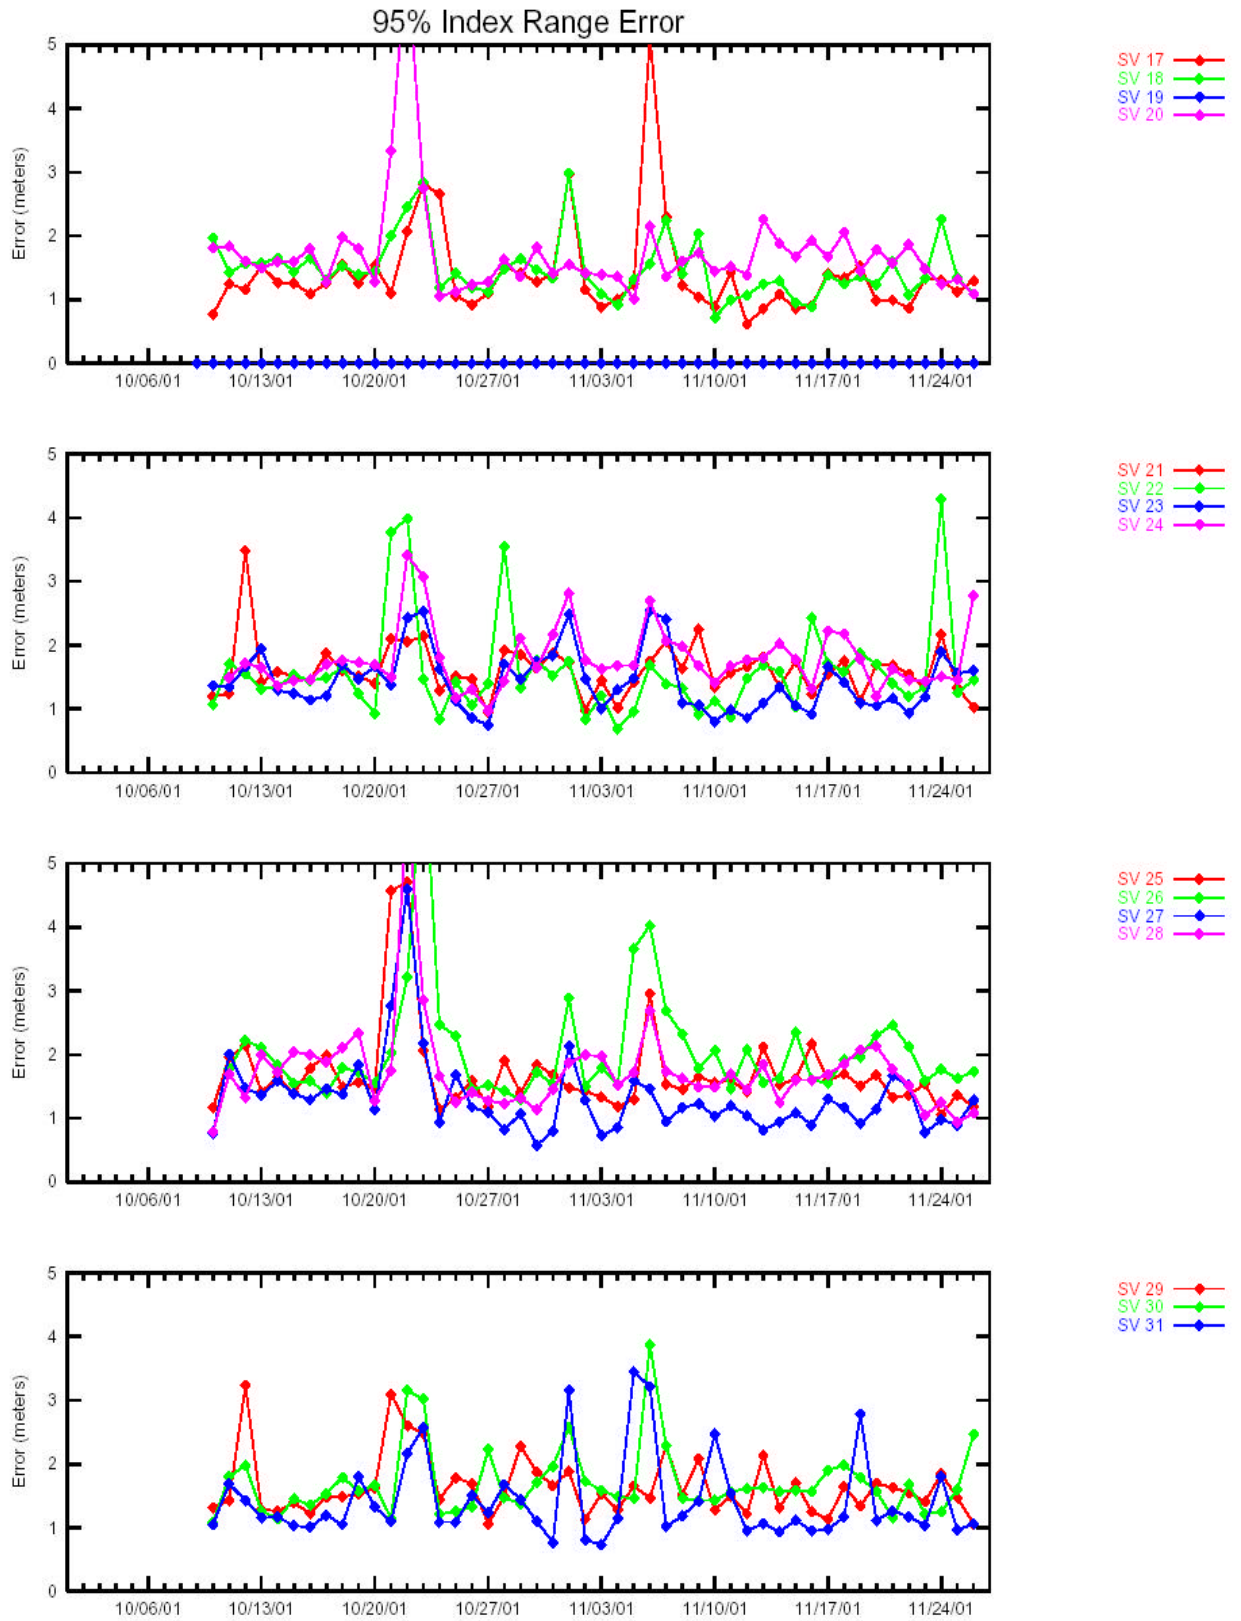 95% Index Range Error
5
4
3
2
1
0
Error (meters)
10/06/01 10/13/01 10/20/01 10/27/01 11/03/01 11/10/01 11/17/01 11/24/01
SV 17
SV 18
SV 19
SV 20
5
4
3
2
1
0
Error (meters)
10/06/01 10/13/01 10/20/01 10/27/01 11/03/01 11/10/01 11/17/01 11/24/01
SV 21
SV 22
SV 23
SV 24
5
4
3
2
1
0
Error (meters)
10/06/01 10/13/01 10/20/01 10/27/01 11/03/01 11/10/01 11/17/01 11/24/01
SV 25
SV 26
SV 27
SV 28
5
4
3
2
1
0
Error (meters)
10/06/01 10/13/01 10/20/01 10/27/01 11/03/01 11/10/01 11/17/01 11/24/01
SV 29
SV 30
SV 31